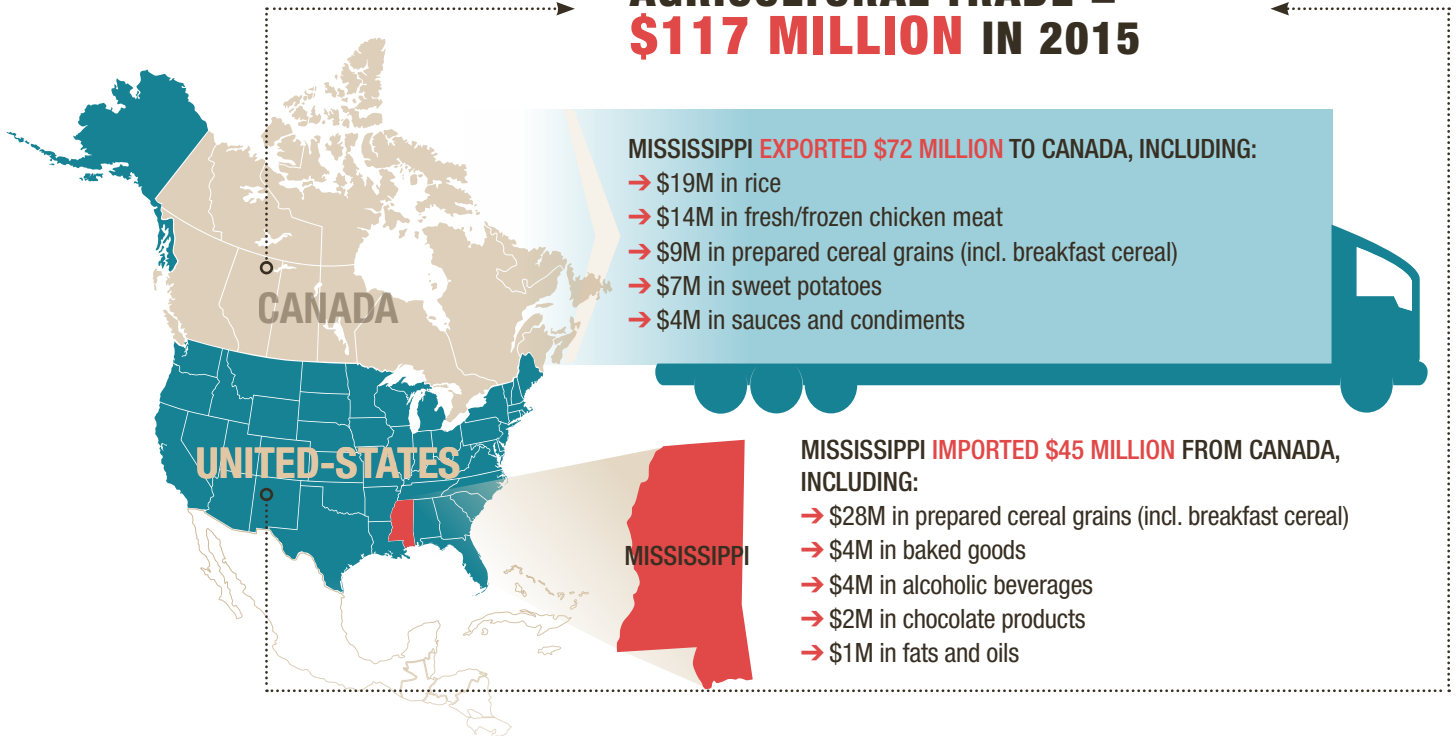 AGRICULTURAL TRADE =
$117 MILLION IN 2015
MISSISSIPPI EXPORTED $72 MILLION TO CANADA, INCLUDING:
➔ $19M in rice
➔ $14M in fresh/frozen chicken meat
➔ $9M in prepared cereal grains (incl. breakfast cereal)
➔ $7M in sweet potatoes
➔ $4M in sauces and condiments
CANADA
UNITED-STATES
MISSISSIPPI
MISSISSIPPI IMPORTED $45 MILLION FROM CANADA,
INCLUDING:
➔ $28M in prepared cereal grains (incl. breakfast cereal)
➔ $4M in baked goods
➔ $4M in alcoholic beverages
➔ $2M in chocolate products
➔ $1M in fats and oils